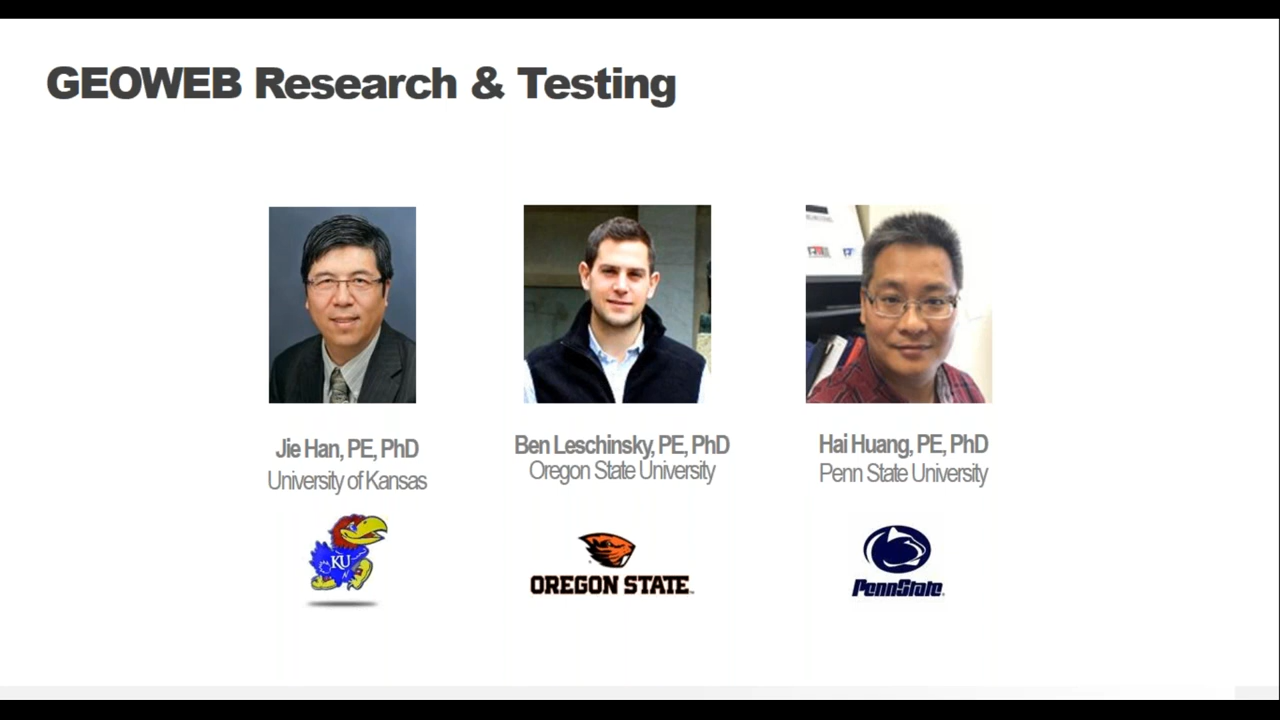 GEOWEB Research & Testing
Jie Han, PE, PhD
University of Kansas
Ben Leschinsky, PE, PhD
Oregon State University
Hai Huang, PE, PhD
Penn State University
KU
OREGON STATE
PennState